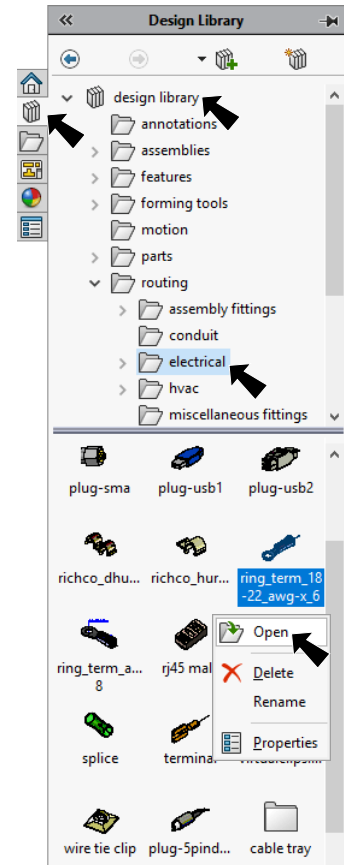 Design Library
design library
annotations
assemblies
features
forming tools
motion
parts
routing
assembly fittings
conduit
electrical
hvac
miscellaneous fittings
plug-sma
plug-usb1
plug-usb2
richco_dhu...
richco_hur...
ring_term_18
-22_awg-x_6
ring_term_a...
8
rj45 mal
Open
Delete
Rename
Properties
splice
terminal
wire tie clip
plug-5pind...
cable tray